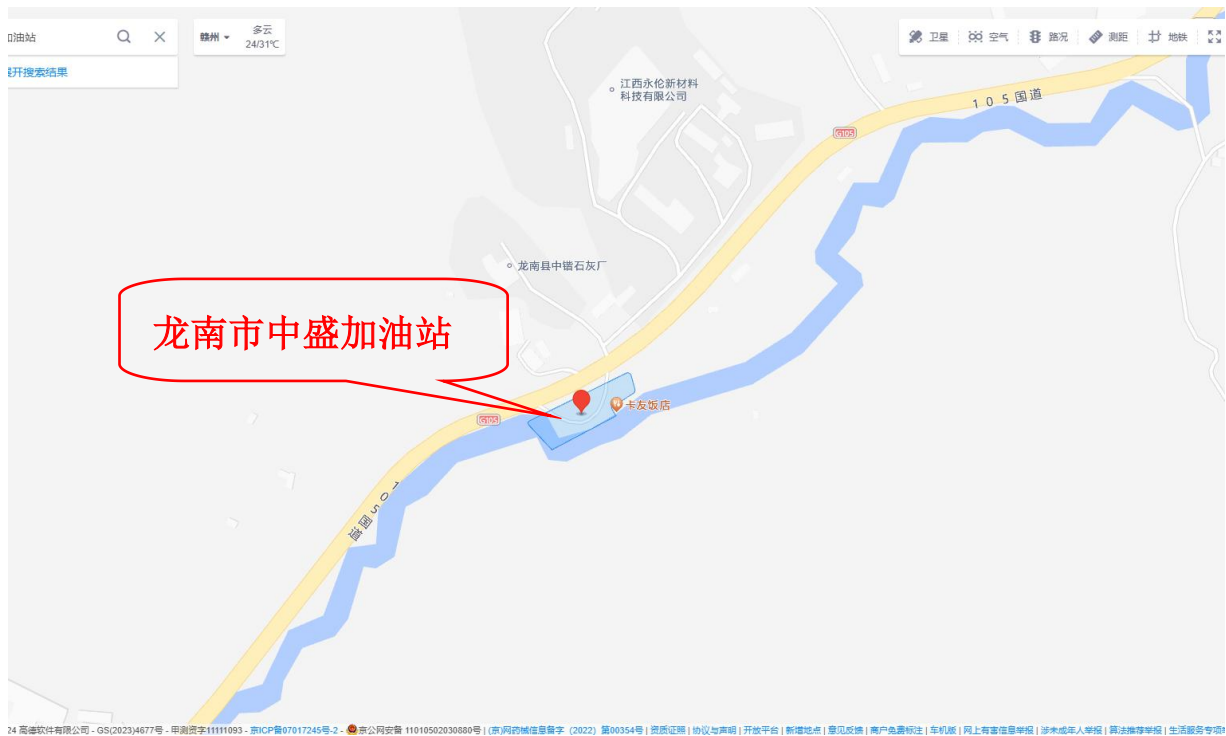 加油站
赣州
多云
24/31℃
卫星
空气
路况
测距
地铁
展开搜索结果
江西永伦新材料
科技有限公司
105国道
G105
龙南县中锴石灰厂
龙南市中盛加油站
卡友饭店
G105
105国道
24 高德软件有限公司 - GS(2023)4677号 - 甲测资字11111093 - 京ICP备07017245号-2 - 京公网安备 11010502030880号 | (京)网药械信息备字（2022）第00354号 | 资质证照 | 协议与声明 | 开放平台 | 新增地点 | 意见反馈 | 商户免费标注 | 车机版 | 网上有害信息举报 | 涉未成年人举报 | 算法推荐举报 | 生活服务专项